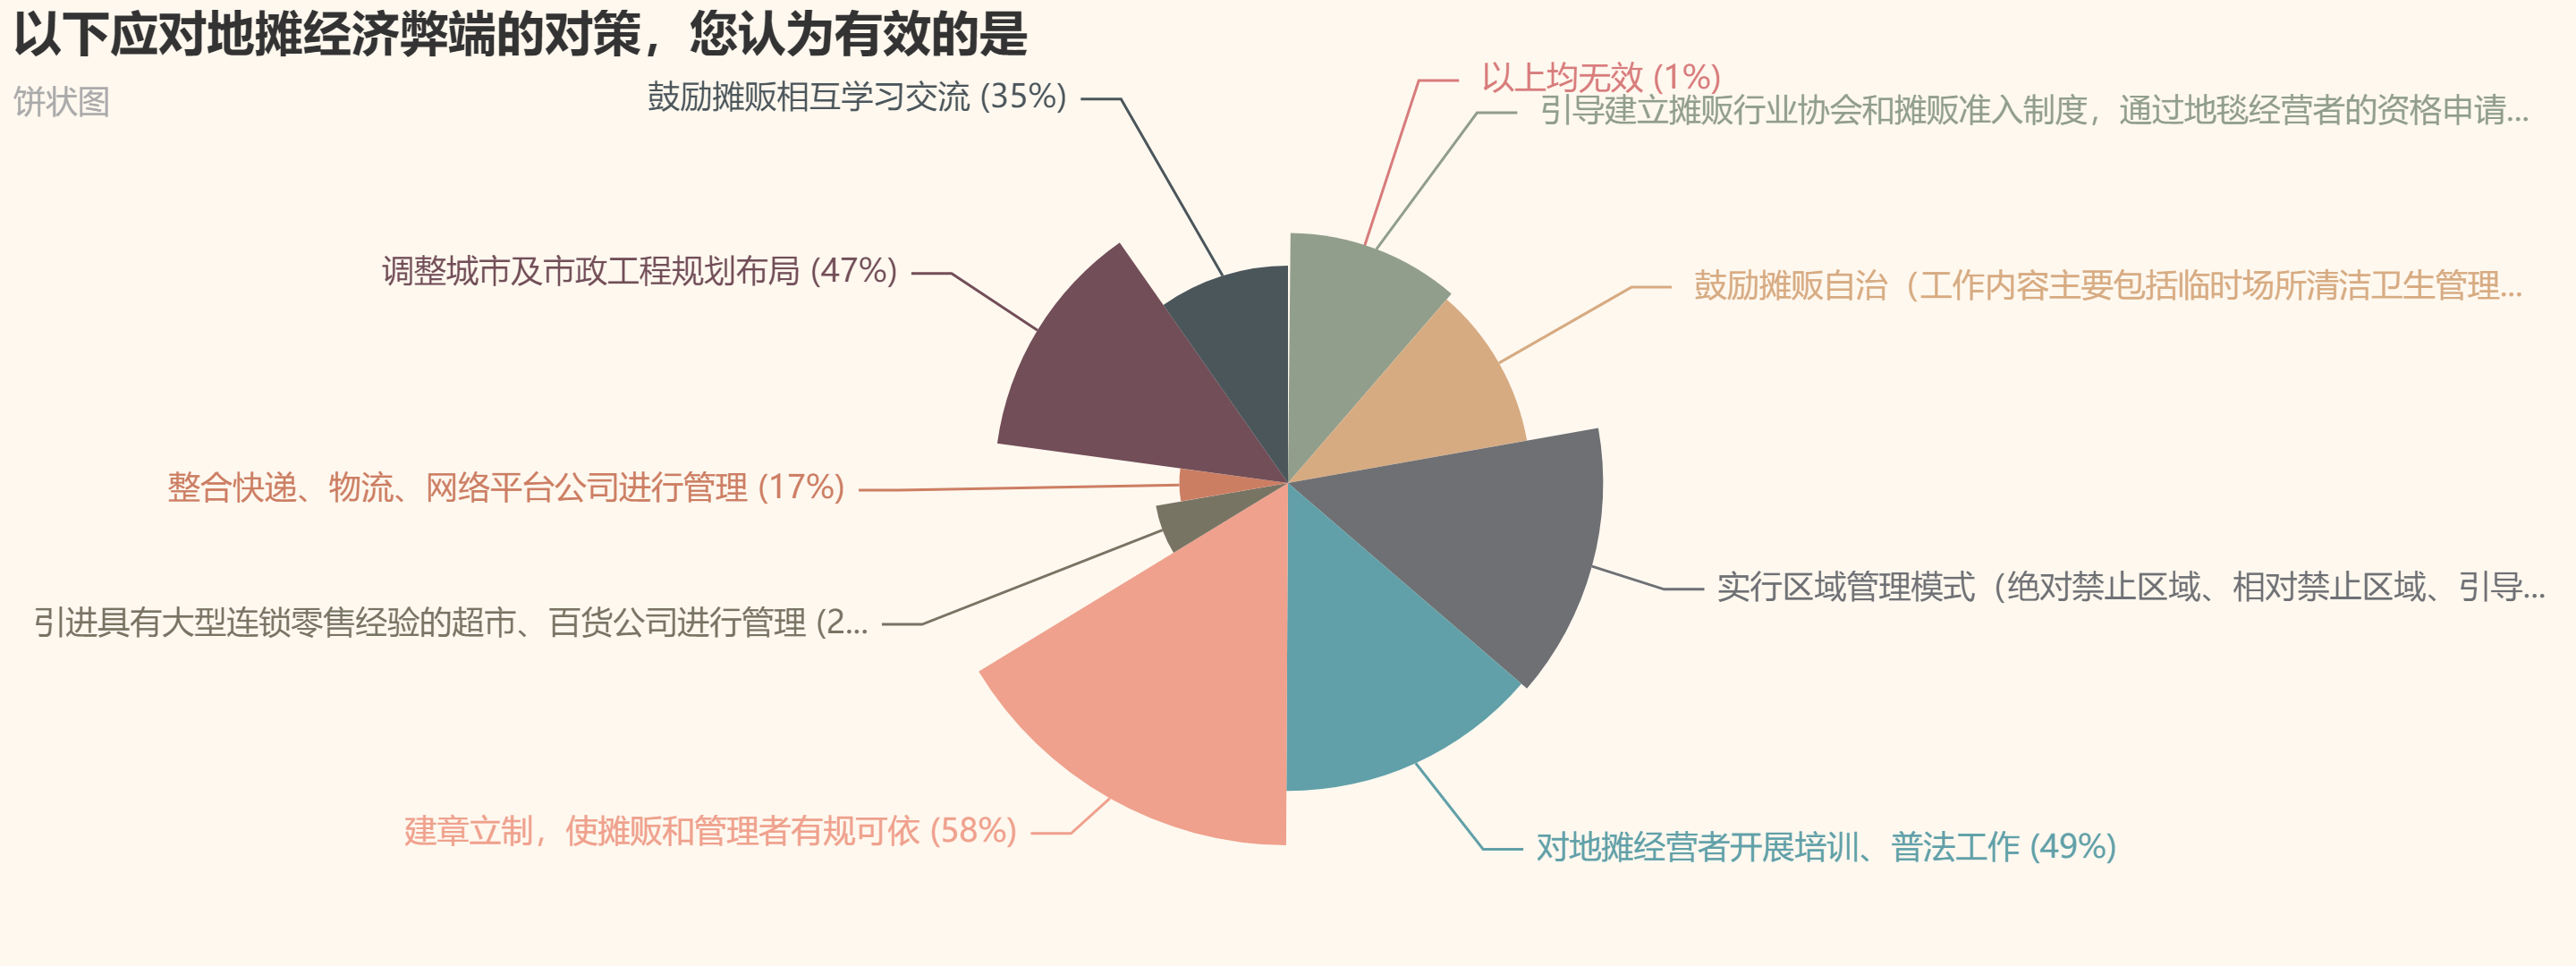 以下应对地摊经济弊端的对策，您认为有效的是
饼状图
鼓励摊贩相互学习交流 (35%)
以上均无效 (1%)
引导建立摊贩行业协会和摊贩准入制度，通过地毯经营者的资格申请...
调整城市及市政工程规划布局 (47%)
鼓励摊贩自治（工作内容主要包括临时场所清洁卫生管理...
整合快递、物流、网络平台公司进行管理 (17%)
实行区域管理模式（绝对禁止区域、相对禁止区域、引导...
引进具有大型连锁零售经验的超市、百货公司进行管理 (2...
建章立制，使摊贩和管理者有规可依 (58%)
对地摊经营者开展培训、普法工作 (49%)